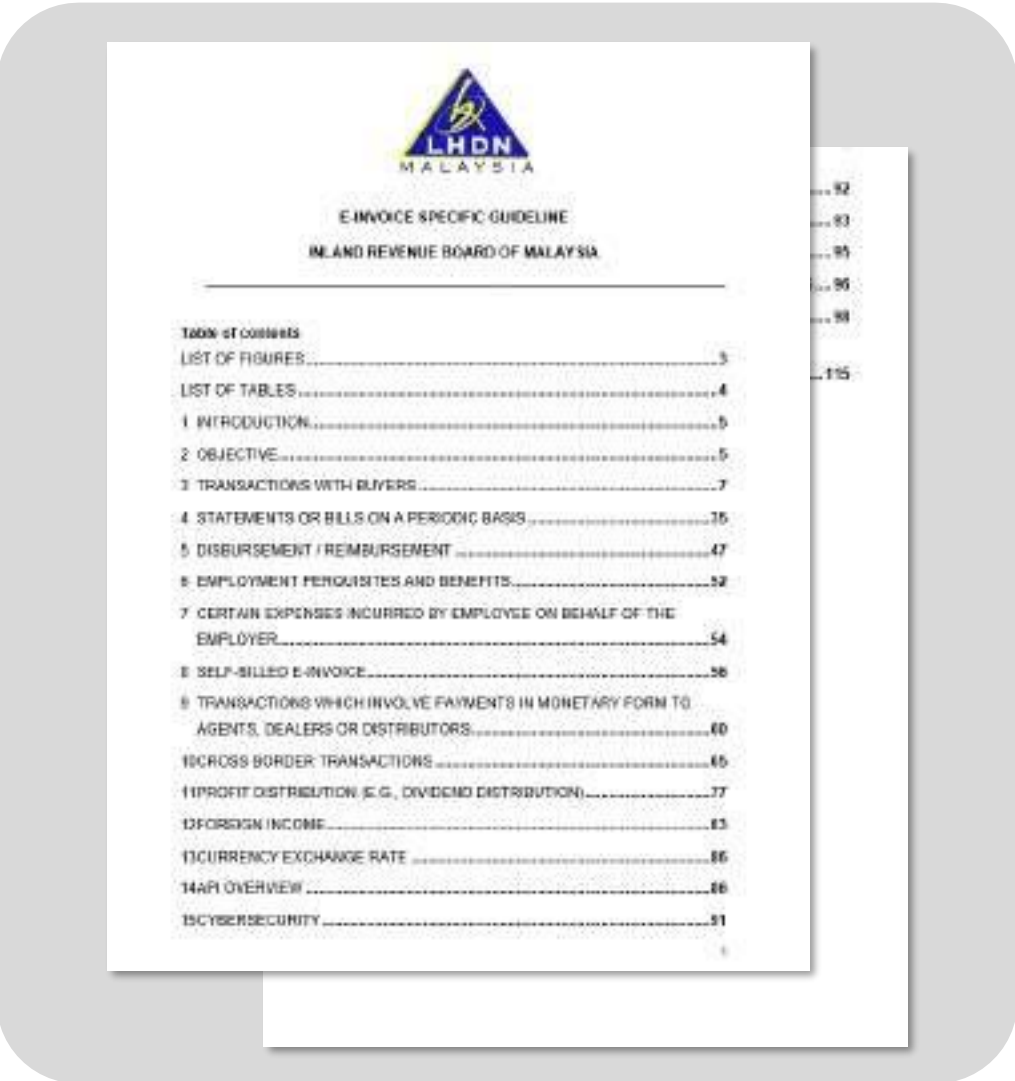 LHDN
MALAYSIA
E-INVOICE SPECIFIC GUIDELINE
INLAND REVENUE BOARD OF MALAYSIA
Table of contents
LIST OF FIGURES 3
LIST OF TABLES 4
1 INTRODUCTION 5
2 OBJECTIVE
3 TRANSACTIONS WITH BUYERS 7
4 STATEMENTS OR BILLS ON A PERIODIC BASIS
5 DISBURSEMENT / REIMBURSEMENT 47
6 EMPLOYMENT PERQUISITES AND BENEFITS 52
7 CERTAIN EXPENSES INCURRED BY EMPLOYEE ON BEHALF OF THE
EMPLOYER 54
8 SELF-BILLED E-INVOICE 56
9 TRANSACTIONS WHICH INVOLVE PAYMENTS IN MONETARY FORM TO
AGENTS, DEALERS OR DISTRIBUTORS 60
10CROSS BORDER TRANSACTIONS 65
11PROFIT DISTRIBUTION (E.G., DIVIDEND DISTRIBUTION) 77
12FOREIGN INCOME 83
13CURRENCY EXCHANGE RATE 86
14API OVERVIEW 86
15CYBERSECURITY 91
92
93
95
96
98
115